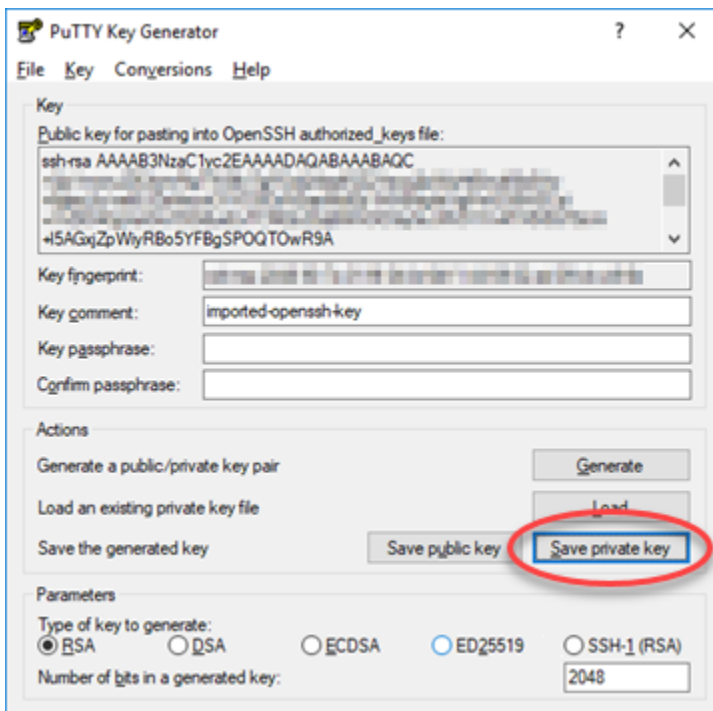 PuTTY Key Generator
File Key Conversions Help
Key
Public key for pasting into OpenSSH authorized_keys file:
ssh-rsa AAAAB3NzaC1yc2EAAAADAQABAAABAQC
+l5AGxjZpWiyRBo5YFBgSPOQTOwR9A
Key fingerprint:
Key comment: imported-openssh-key
Key passphrase:
Confirm passphrase:
Actions
Generate a public/private key pair Generate
Load an existing private key file Load
Save the generated key Save public key Save private key
Parameters
Type of key to generate:
RSA DSA ECDSA ED25519 SSH-1 (RSA)
Number of bits in a generated key: 2048